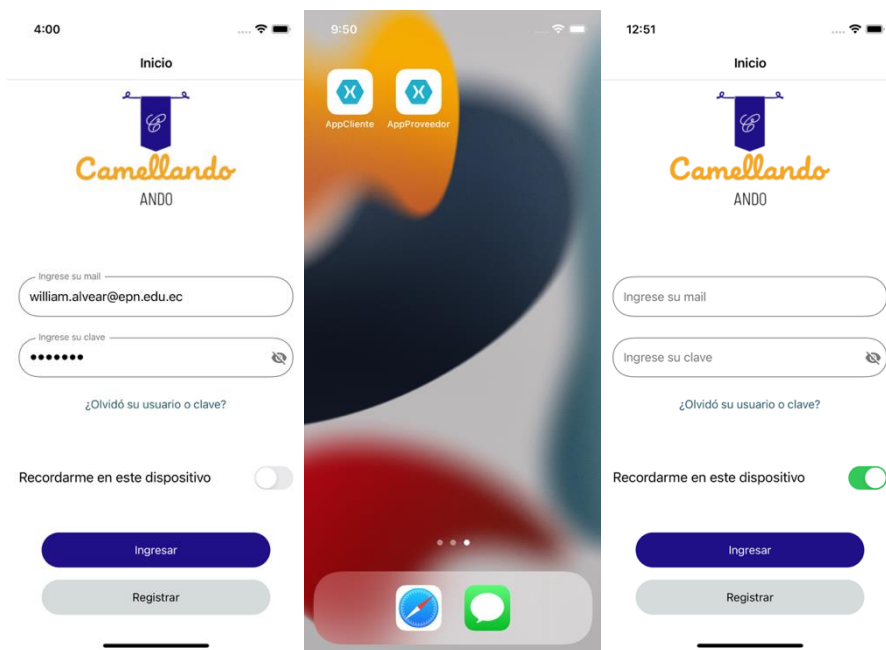 4:00
Inicio
C
Camellando
ANDO
Ingrese su mail
william.alvear@epn.edu.ec
Ingrese su clave
•••••••
¿Olvidó su usuario o clave?
Recordarme en este dispositivo
Ingresar
Registrar
9:50
AppCliente
AppProveedor
12:51
Inicio
C
Camellando
ANDO
Ingrese su mail
Ingrese su clave
¿Olvidó su usuario o clave?
Recordarme en este dispositivo
Ingresar
Registrar